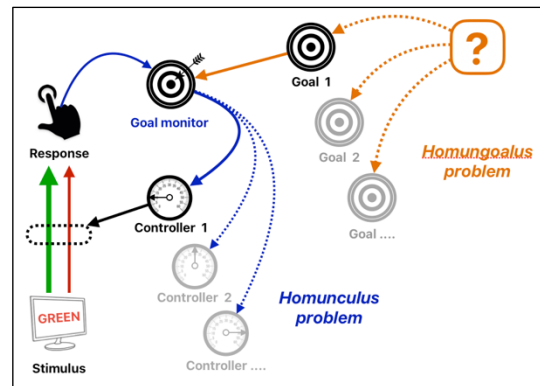 ?
Goal 1
Goal monitor
Goal 2
Homungoalus
problem
Response
Goal ....
Controller 1
Controller 2
Homunculus
problem
GREEN
Controller ....
Stimulus